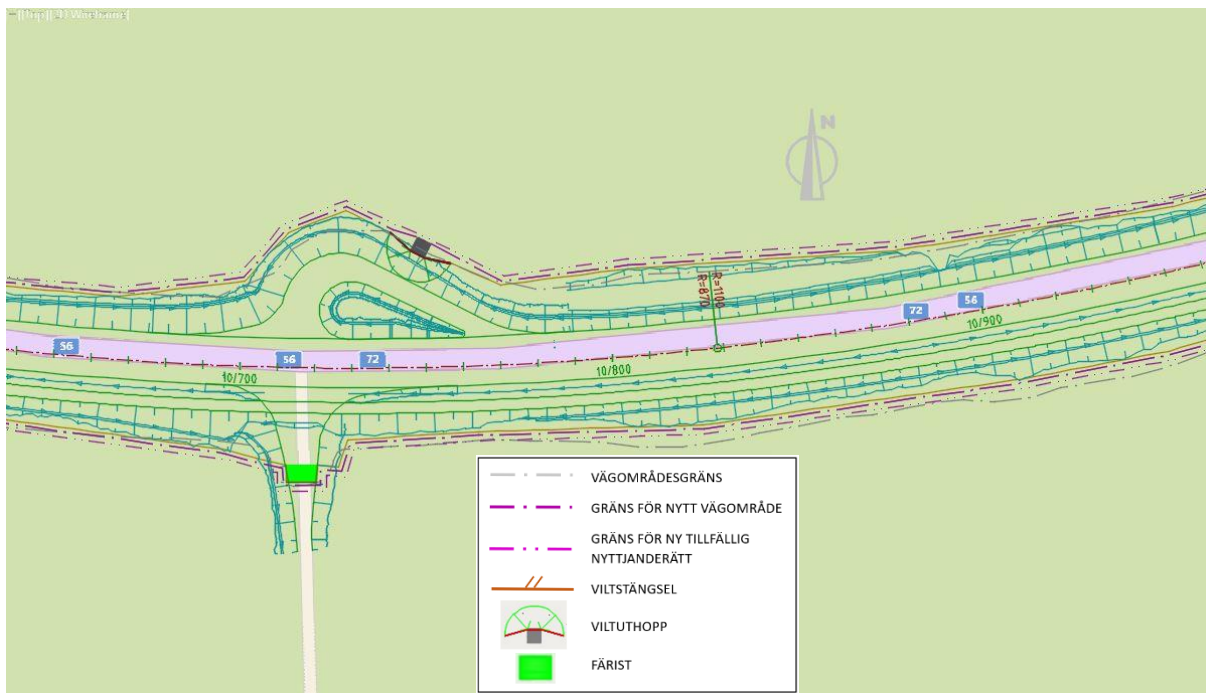 N
R=1100
R=870
56
72
56
56
72
10/900
10/700
10/800
VÄGOMRÅDESGRÄNS
GRÄNS FÖR NYTT VÄGOMRÅDE
GRÄNS FÖR NY TILLFÄLLIG
NYTTJANDERÄTT
VILTSTÄNGSEL
VILTUTHOPP
FÄRIST